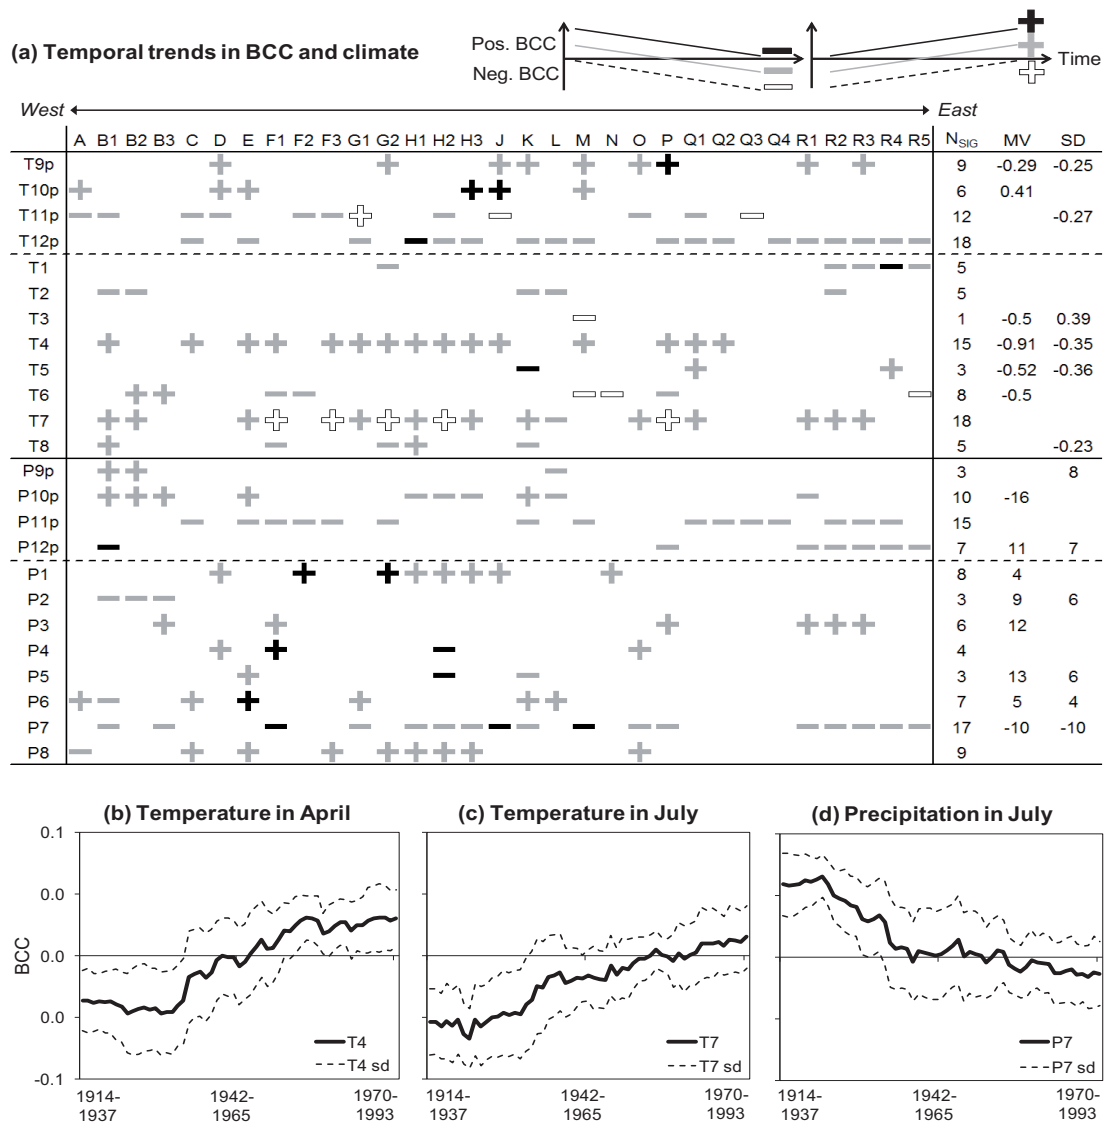 (a) Temporal trends in BCC and climate
Pos. BCC
Neg. BCC
Time
West
East
A B1 B2 B3 C D E F1 F2 F3 G1 G2 H1 H2 H3 J K L M N O P Q1 Q2 Q3 Q4 R1 R2 R3 R4 R5 NSIG MV SD
T9p 9 -0.29 -0.25
T10p 6 0.41
T11p 12 -0.27
T12p 18
T1 5
T2 5
T3 1 -0.5 0.39
T4 15 -0.91 -0.35
T5 3 -0.52 -0.36
T6 8 -0.5
T7 18
T8 5 -0.23
P9p 3 8
P10p 10 -16
P11p 15
P12p 7 11 7
P1 8 4
P2 3 9 6
P3 6 12
P4 4
P5 3 13 6
P6 7 5 4
P7 17 -10 -10
P8 9
(b) Temperature in April
(c) Temperature in July
(d) Precipitation in July
0.1
0.0
0.0
0.0
-0.1
BCC
T4
T4 sd
T7
T7 sd
P7
P7 sd
1914-
1937
1942-
1965
1970-
1993
1914-
1937
1942-
1965
1970-
1993
1914-
1937
1942-
1965
1970-
1993